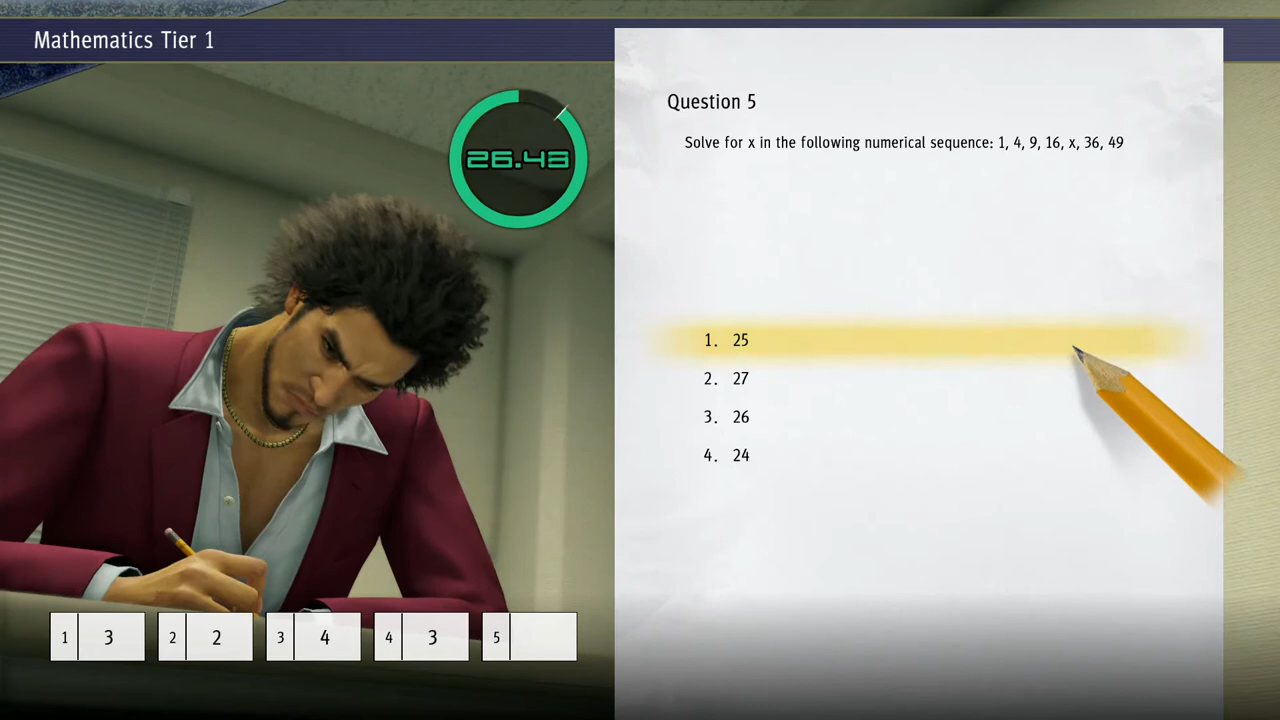 Mathematics Tier 1
26.43
Question 5
Solve for x in the following numerical sequence: 1, 4, 9, 16, x, 36, 49
1. 25
2. 27
3. 26
4. 24
1 3 2 2 3 4 4 3 5